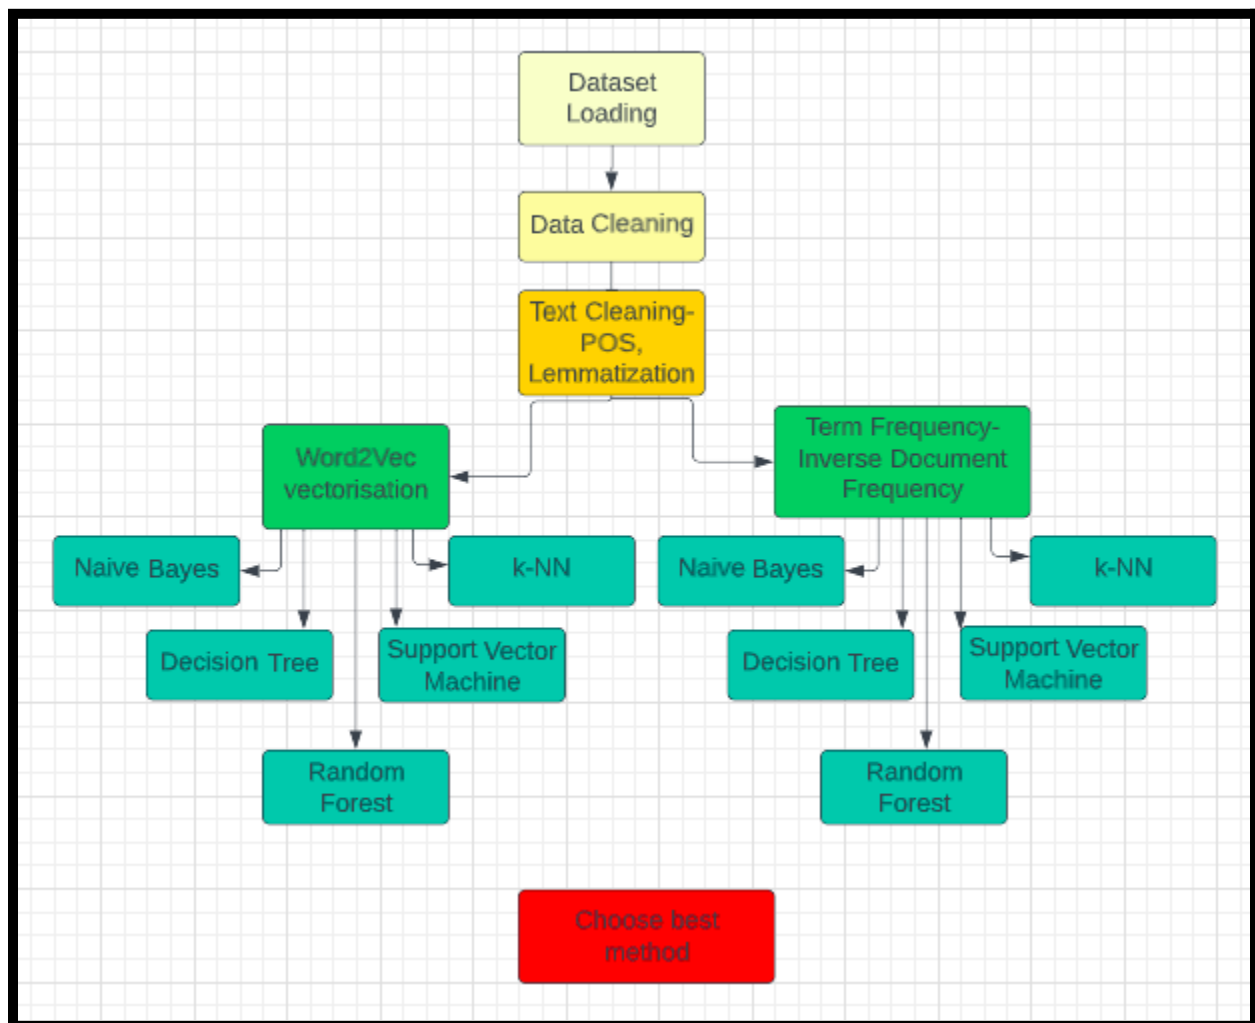 Dataset
Loading
Data Cleaning
Text Cleaning-
POS,
Lemmatization
Word2Vec
vectorisation
Term Frequency-
Inverse Document
Frequency
Naive Bayes
k-NN
Naive Bayes
k-NN
Decision Tree
Support Vector
Machine
Decision Tree
Support Vector
Machine
Random
Forest
Random
Forest
Choose best
method